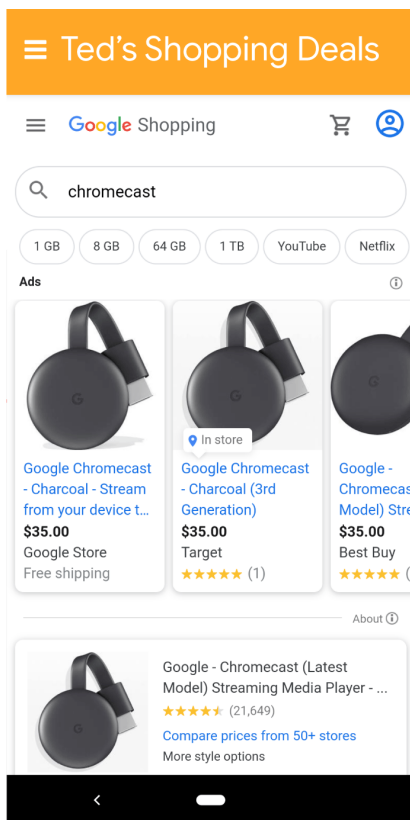 Ted's Shopping Deals
Google Shopping
chromecast
1 GB
8 GB
64 GB
1 TB
YouTube
Netflix
Ads
In store
Google Chromecast
- Charcoal - Stream
from your device t...
$35.00
Google Store
Free shipping
Google Chromecast
- Charcoal (3rd
Generation)
$35.00
Target
(1)
Google -
Chromecas
Model) Stre
$35.00
Best Buy
(
About
Google - Chromecast (Latest
Model) Streaming Media Player - ...
(21,649)
Compare prices from 50+ stores
More style options